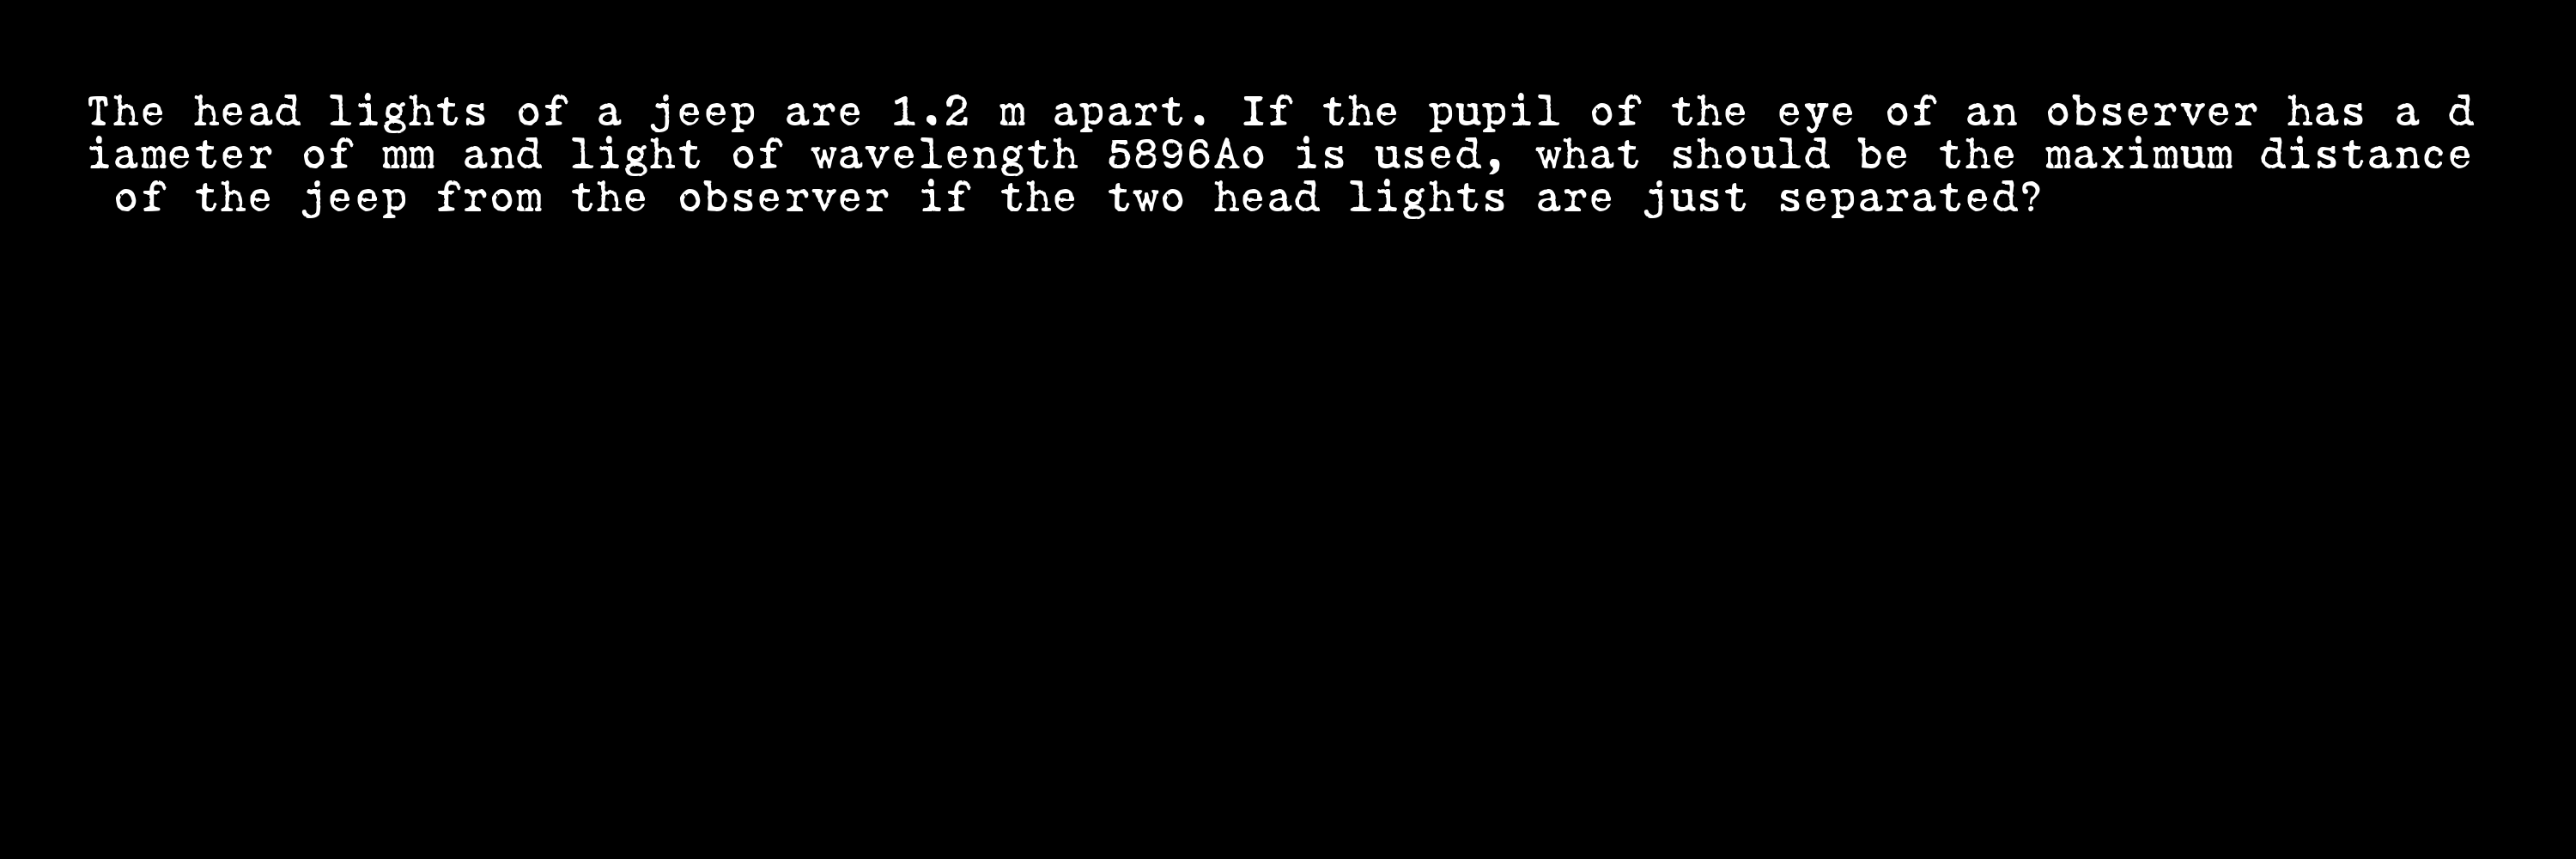 The head lights of a jeep are 1.2 m apart. If the pupil of the eye of an observer has a d
iameter of mm and light of wavelength 5896Ao is used, what should be the maximum distance
 of the jeep from the observer if the two head lights are just separated?